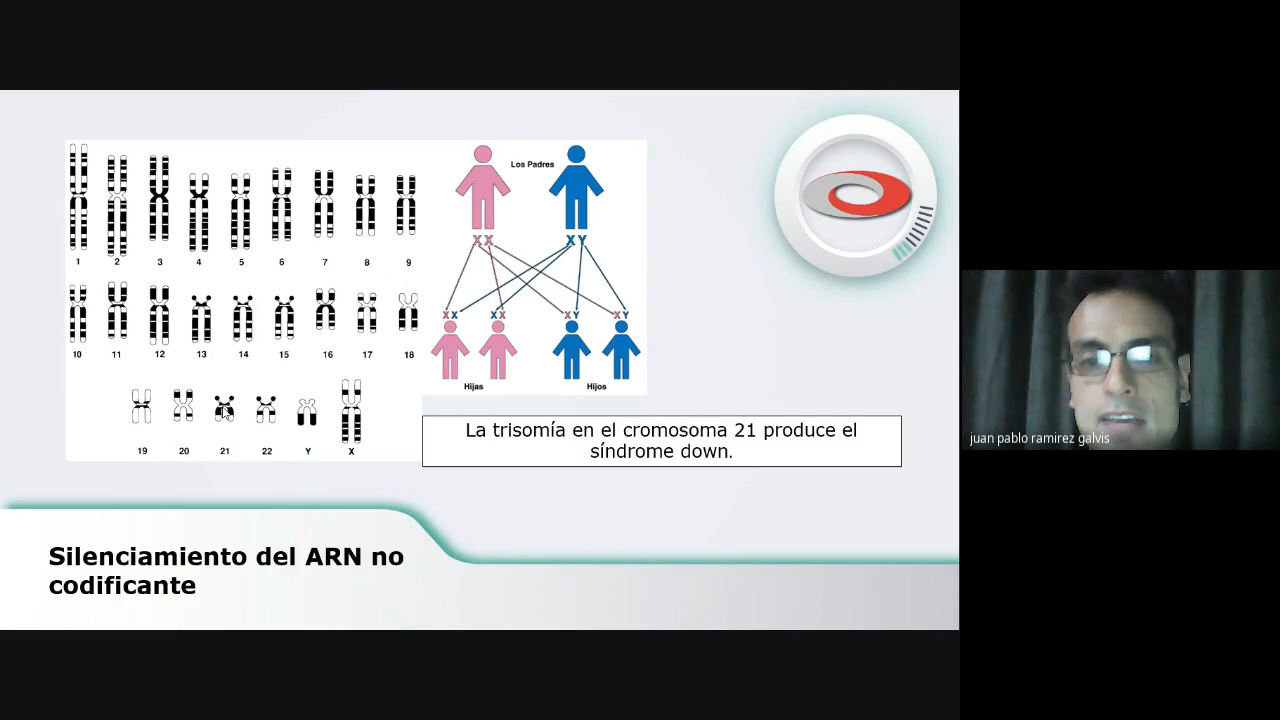 Los Padres
1 2 3 4 5 6 7 8 9
X X X Y
10 11 12 13 14 15 16 17 18
X X X X X Y X Y
Hijas Hijos
19 20 21 22 Y X
La trisomía en el cromosoma 21 produce el
síndrome down.
juan pablo ramirez galvis
Silenciamiento del ARN no
codificante